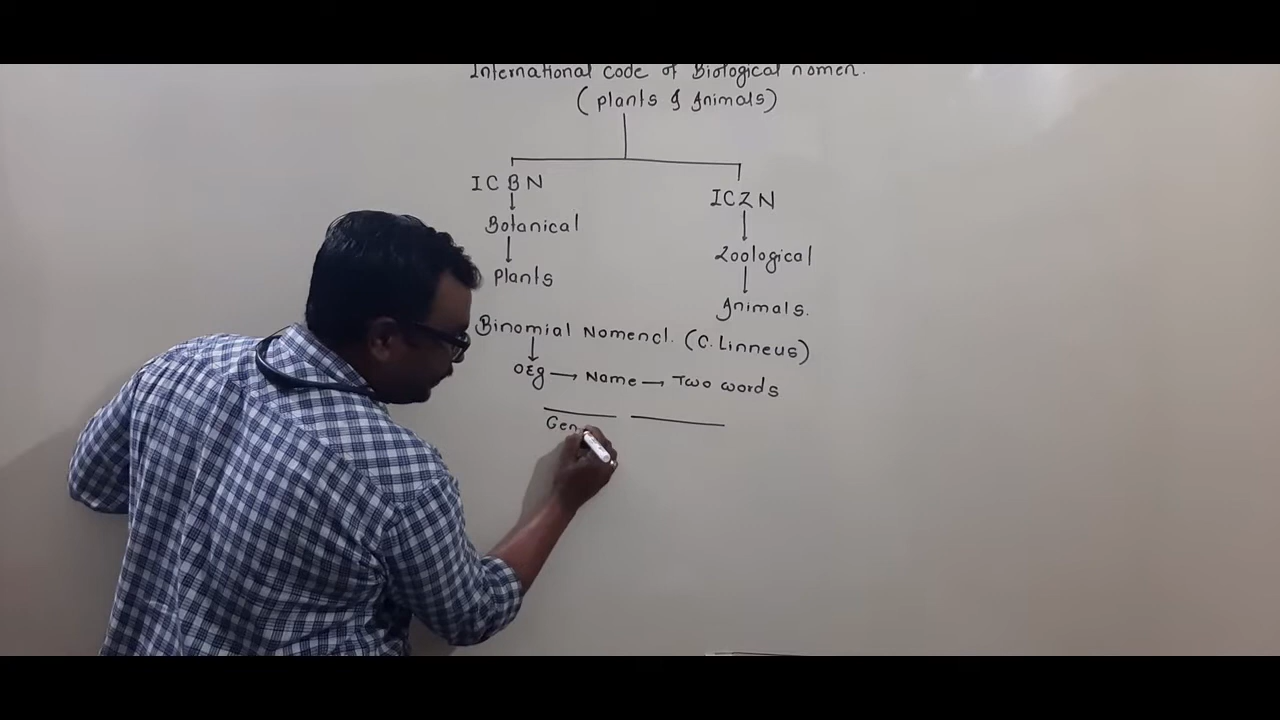 International code of Biological nomen.
(plants & Animals)
ICBN
ICZN
Botanical
Zoological
Plants
Animals.
Binomial Nomencl. (C. Linneus)
OEg → Name → Two words
Gen